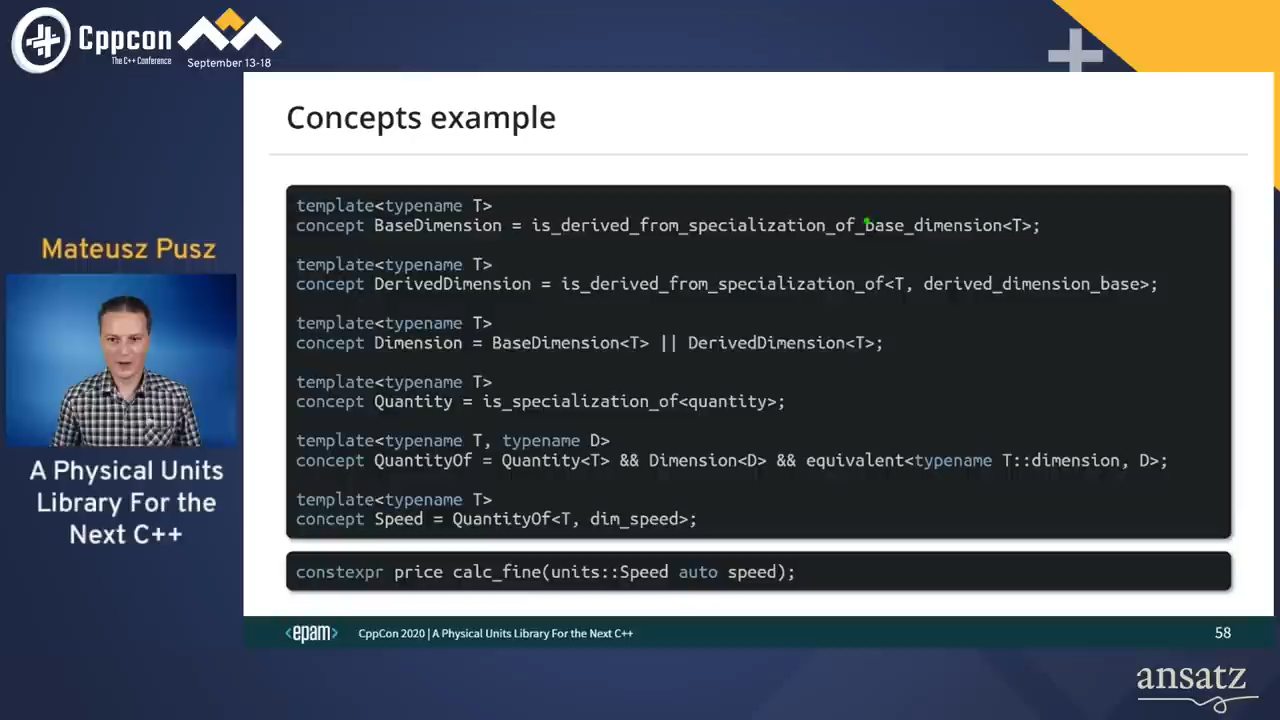 Cppcon
The C++ Conference
September 13-18
Concepts example
template<typename T>
concept BaseDimension = is_derived_from_specialization_of_base_dimension<T>;
template<typename T>
concept DerivedDimension = is_derived_from_specialization_of<T, derived_dimension_base>;
template<typename T>
concept Dimension = BaseDimension<T> || DerivedDimension<T>;
template<typename T>
concept Quantity = is_specialization_of<quantity>;
template<typename T, typename D>
concept QuantityOf = Quantity<T> && Dimension<D> && equivalent<typename T::dimension, D>;
template<typename T>
concept Speed = QuantityOf<T, dim_speed>;
constexpr price calc_fine(units::Speed auto speed);
Mateusz Pusz
A Physical Units
Library For the
Next C++
<epam>
CppCon 2020 | A Physical Units Library For the Next C++
58
ansatz